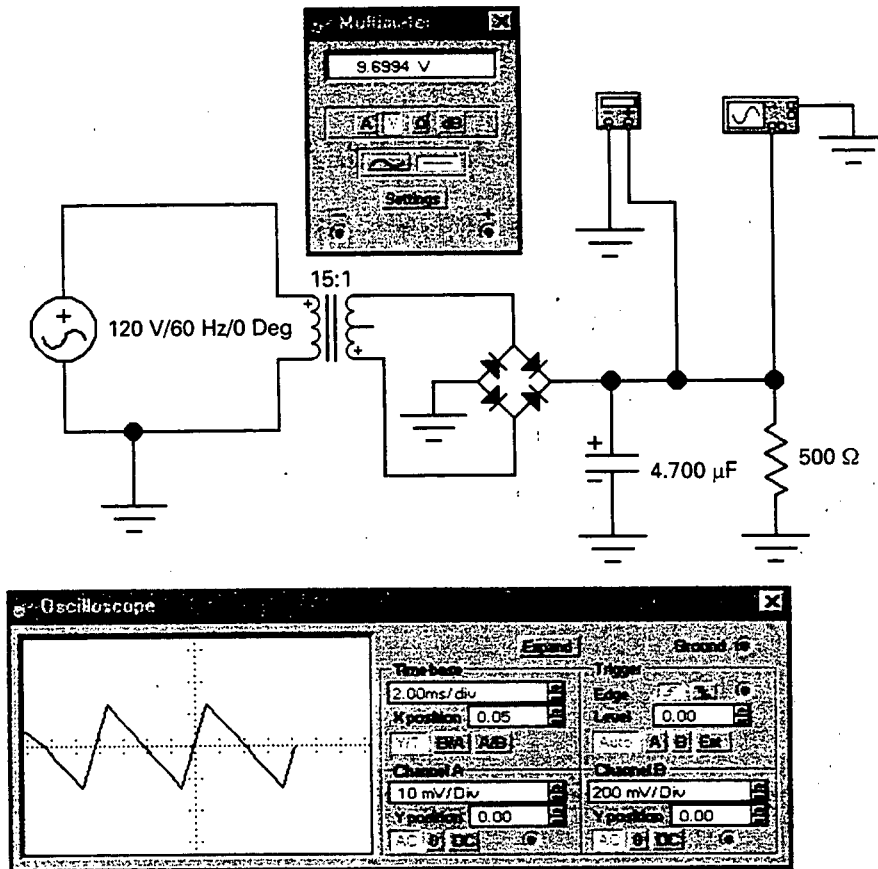 Multimeter
9.6994 V
A V Ω dB
Settings
− +
15:1
120 V/60 Hz/0 Deg
+
4.700 μF
500 Ω
Oscilloscope
Expand Ground
Time base
2.00ms/div
X position 0.05
Y/T B/A A/B
Trigger
Edge
Level 0.00
Auto A B Ext
Channel A
10 mV/Div
Y position 0.00
AC 0 DC
Channel B
200 mV/Div
Y position 0.00
AC 0 DC